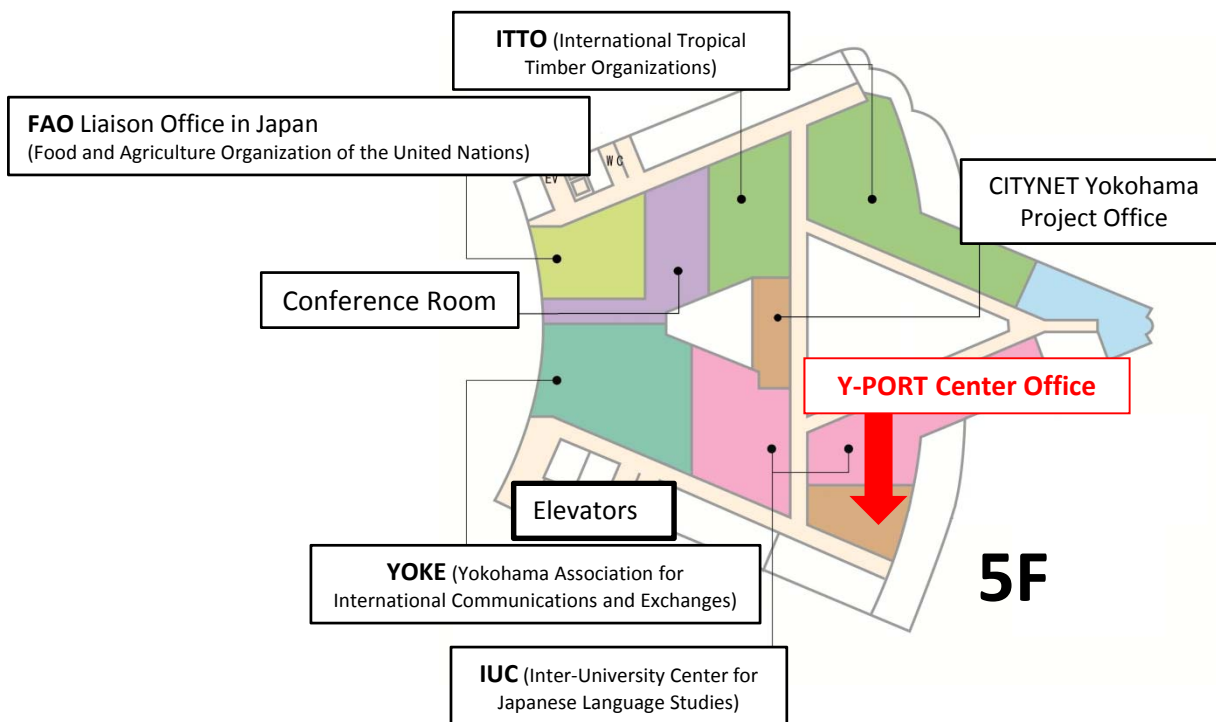 ITTO (International Tropical
Timber Organizations)
FAO Liaison Office in Japan
(Food and Agriculture Organization of the United Nations)
WC
EV
CITYNET Yokohama
Project Office
Conference Room
Y-PORT Center Office
Elevators
5F
YOKE (Yokohama Association for
International Communications and Exchanges)
IUC (Inter-University Center for
Japanese Language Studies)